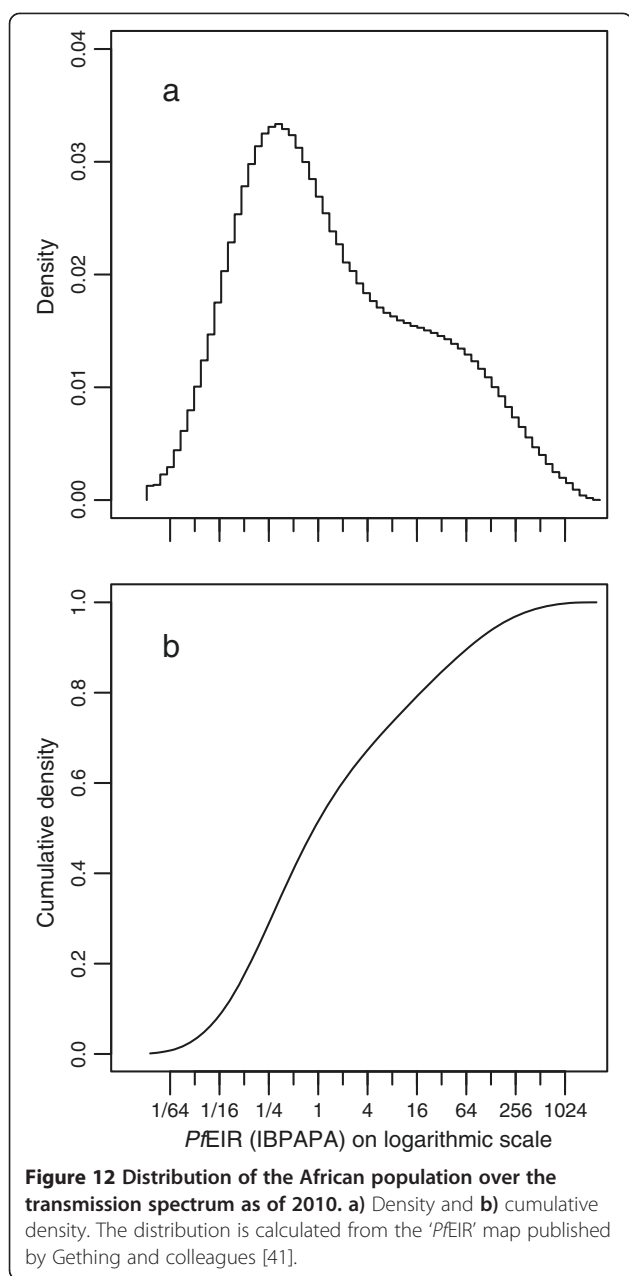 a
Density
0.04
0.03
0.02
0.01
0.00
b
Cumulative density
1.0
0.8
0.6
0.4
0.2
0.0
1/64 1/16 1/4 1 4 16 64 256 1024
PfEIR (IBPAPA) on logarithmic scale
Figure 12 Distribution of the African population over the
transmission spectrum as of 2010. a) Density and b) cumulative
density. The distribution is calculated from the ‘PfEIR’ map published
by Gething and colleagues [41].